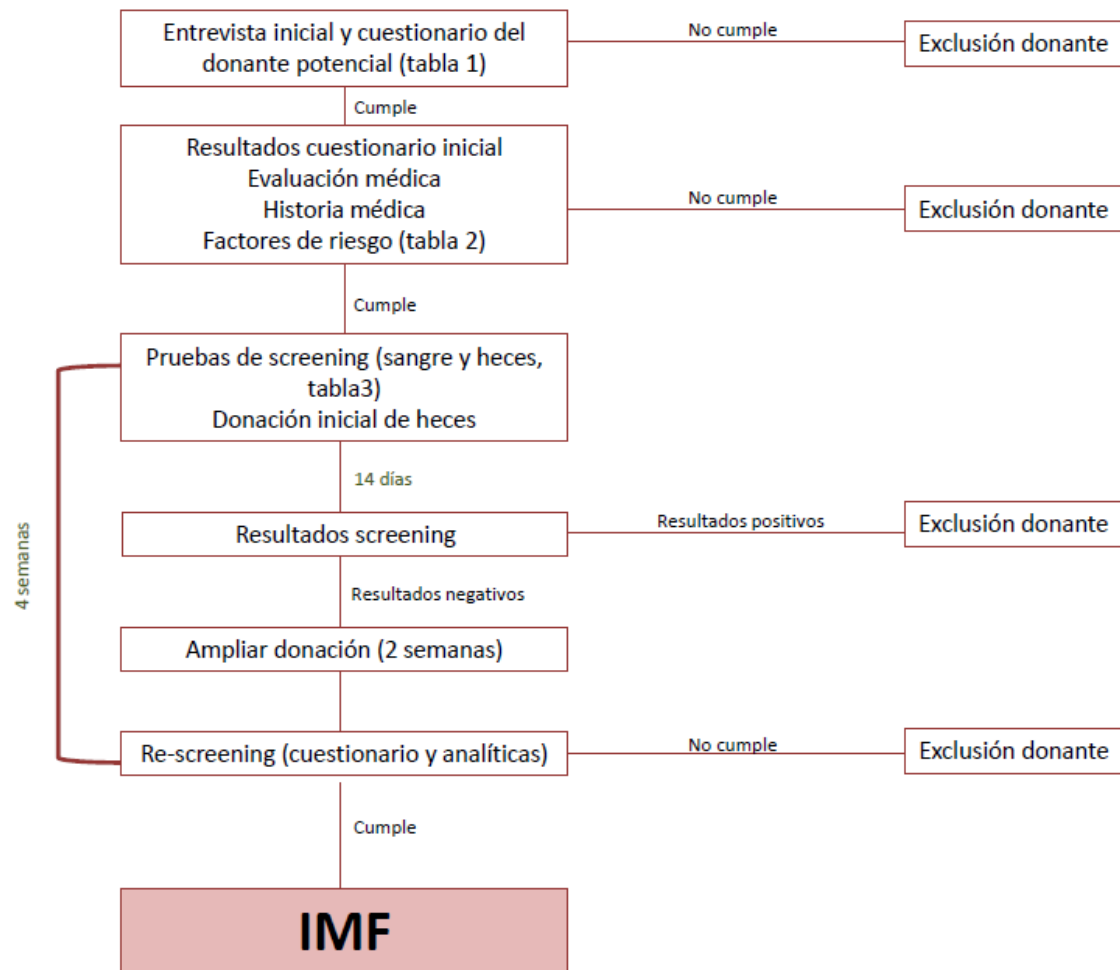 Entrevista inicial y cuestionario del
donante potencial (tabla 1)
No cumple
Exclusión donante
Cumple
Resultados cuestionario inicial
Evaluación médica
Historia médica
Factores de riesgo (tabla 2)
No cumple
Exclusión donante
Cumple
Pruebas de screening (sangre y heces,
tabla3)
Donación inicial de heces
14 días
4 semanas
Resultados screening
Resultados positivos
Exclusión donante
Resultados negativos
Ampliar donación (2 semanas)
Re-screening (cuestionario y analíticas)
No cumple
Exclusión donante
Cumple
IMF